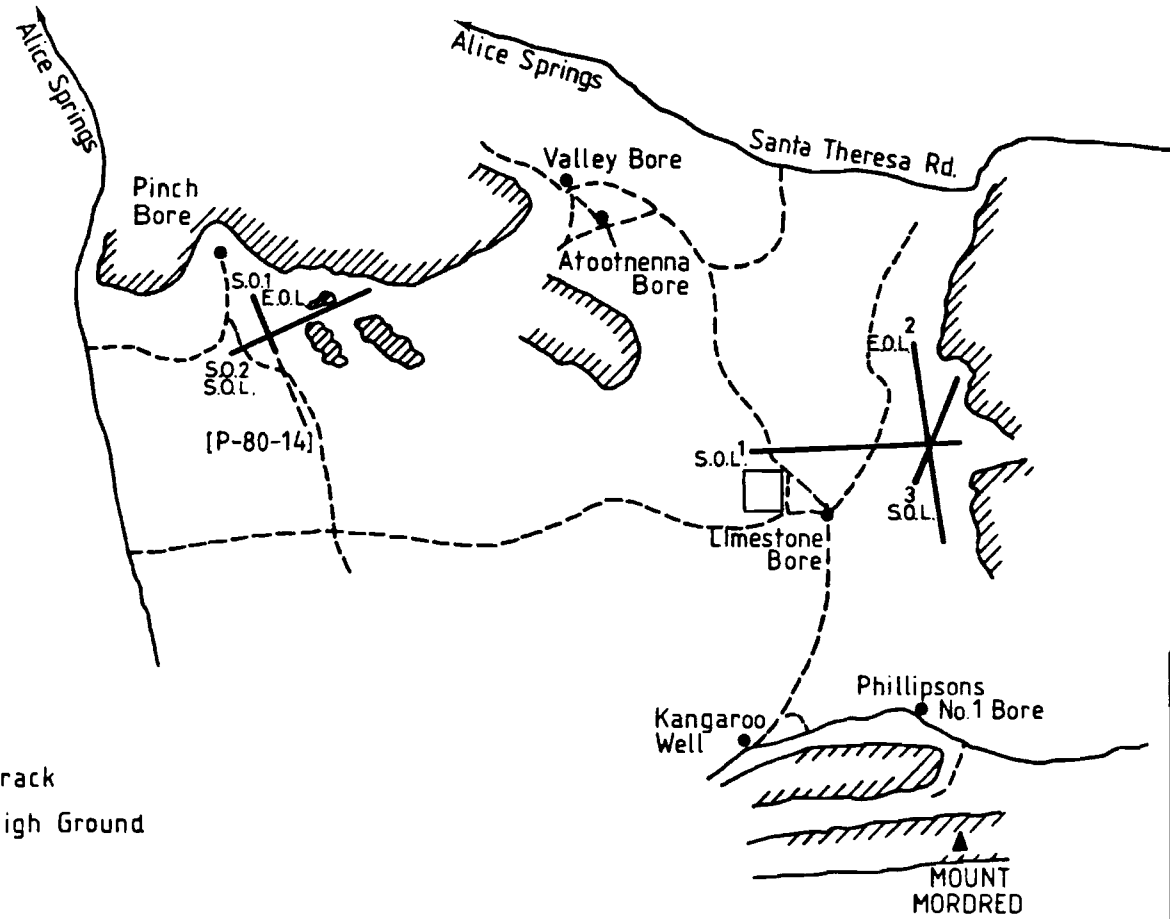 Alice Springs
Alice Springs
Santa Theresa Rd.
Valley Bore
Pinch
Bore
Atootnenna
Bore
S.O.1
E.O.L.
S.O.2
S.O.L.
[P-80-14]
2
E.O.L.
1
S.O.L.
3
S.O.L.
Limestone
Bore
Phillipsons
No.1 Bore
Kangaroo
Well
rack
igh Ground
MOUNT
MORDRED